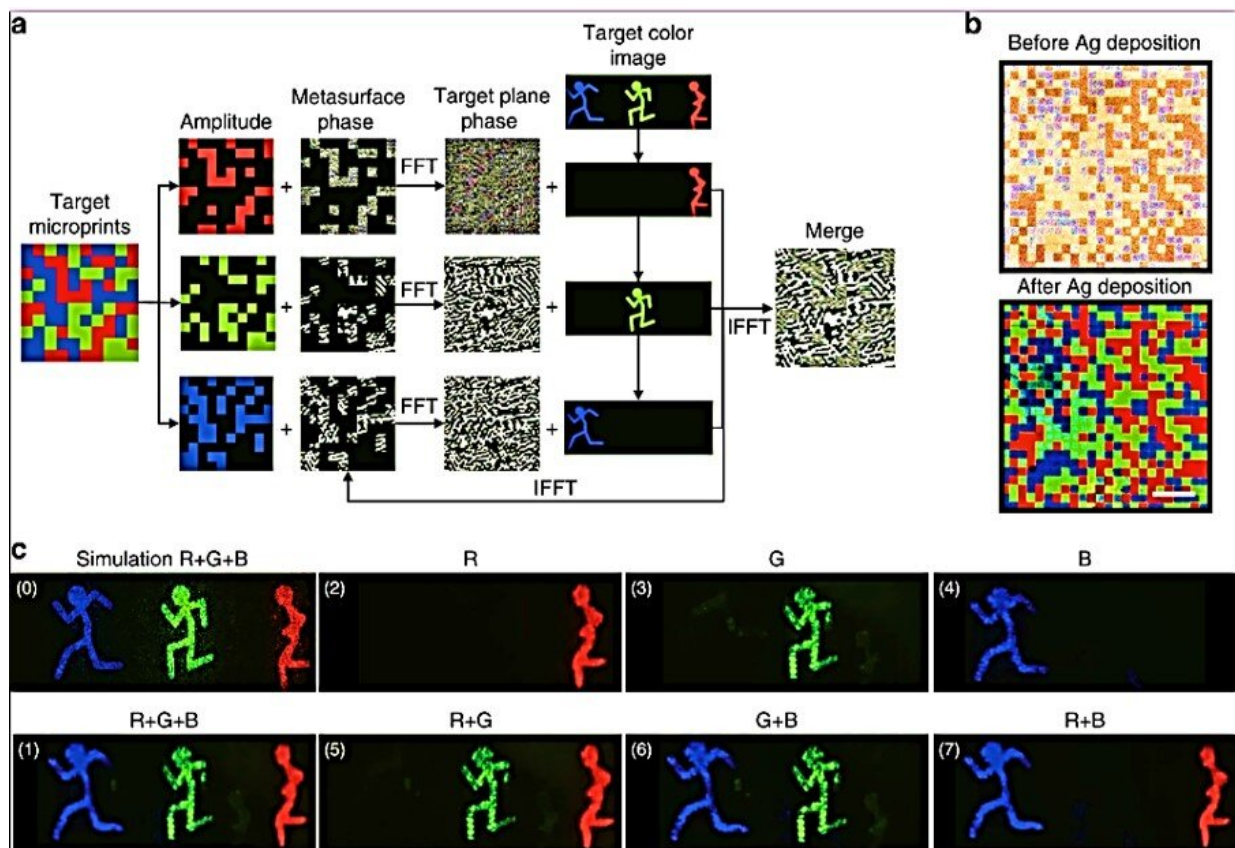 a
Target color
image
Amplitude
Metasurface
phase
Target plane
phase
Target
microprints
+
FFT
+
+
FFT
+
+
FFT
+
IFFT
Merge
IFFT
b
Before Ag deposition
After Ag deposition
c
Simulation R+G+B
R
G
B
(0)
(2)
(3)
(4)
R+G+B
R+G
G+B
R+B
(1)
(5)
(6)
(7)